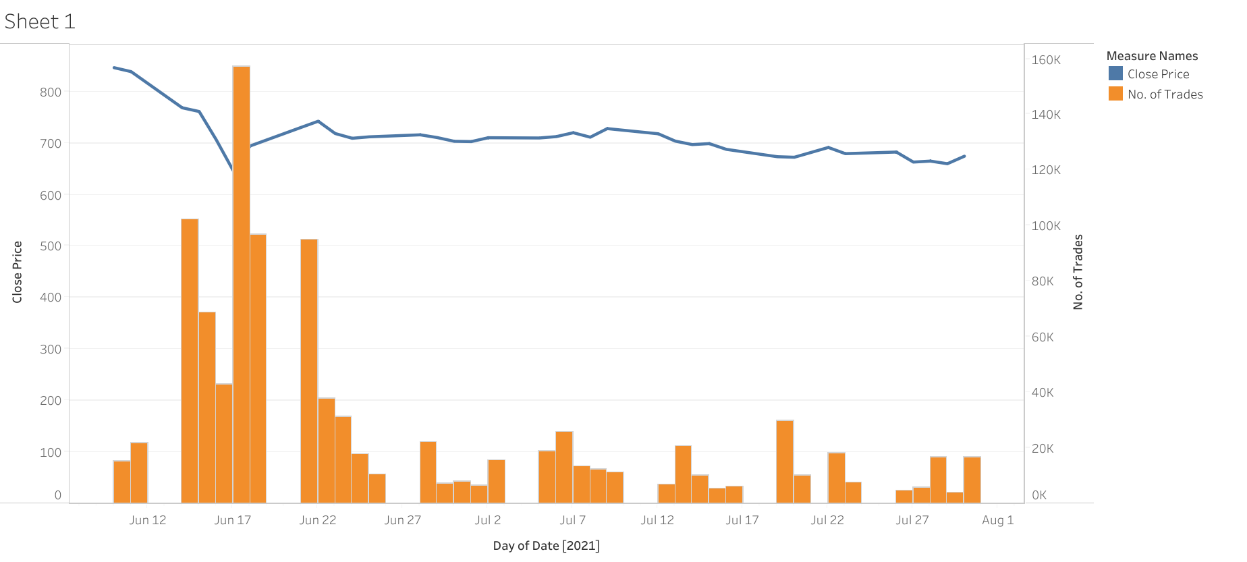 Sheet 1
Measure Names
Close Price
No. of Trades
Close Price
800
700
600
500
400
300
200
100
0
160K
140K
120K
100K
80K
60K
40K
20K
0K
No. of Trades
Jun 12
Jun 17
Jun 22
Jun 27
Jul 2
Jul 7
Jul 12
Jul 17
Jul 22
Jul 27
Aug 1
Day of Date [2021]